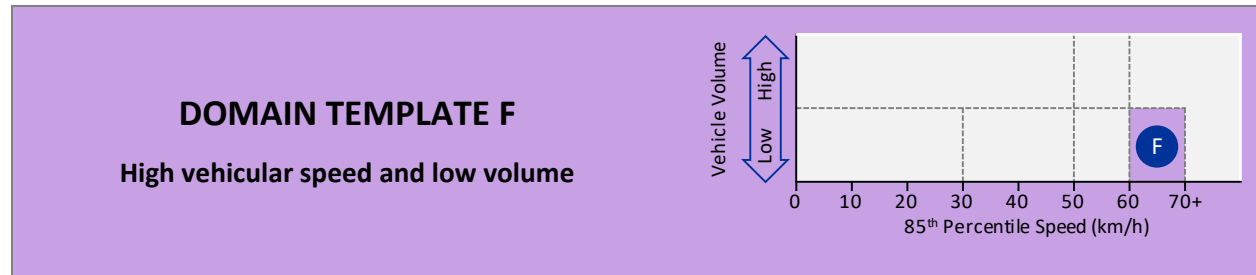 DOMAIN TEMPLATE F
High vehicular speed and low volume
Vehicle Volume
Low High
F
0 10 20 30 40 50 60 70+
85th Percentile Speed (km/h)